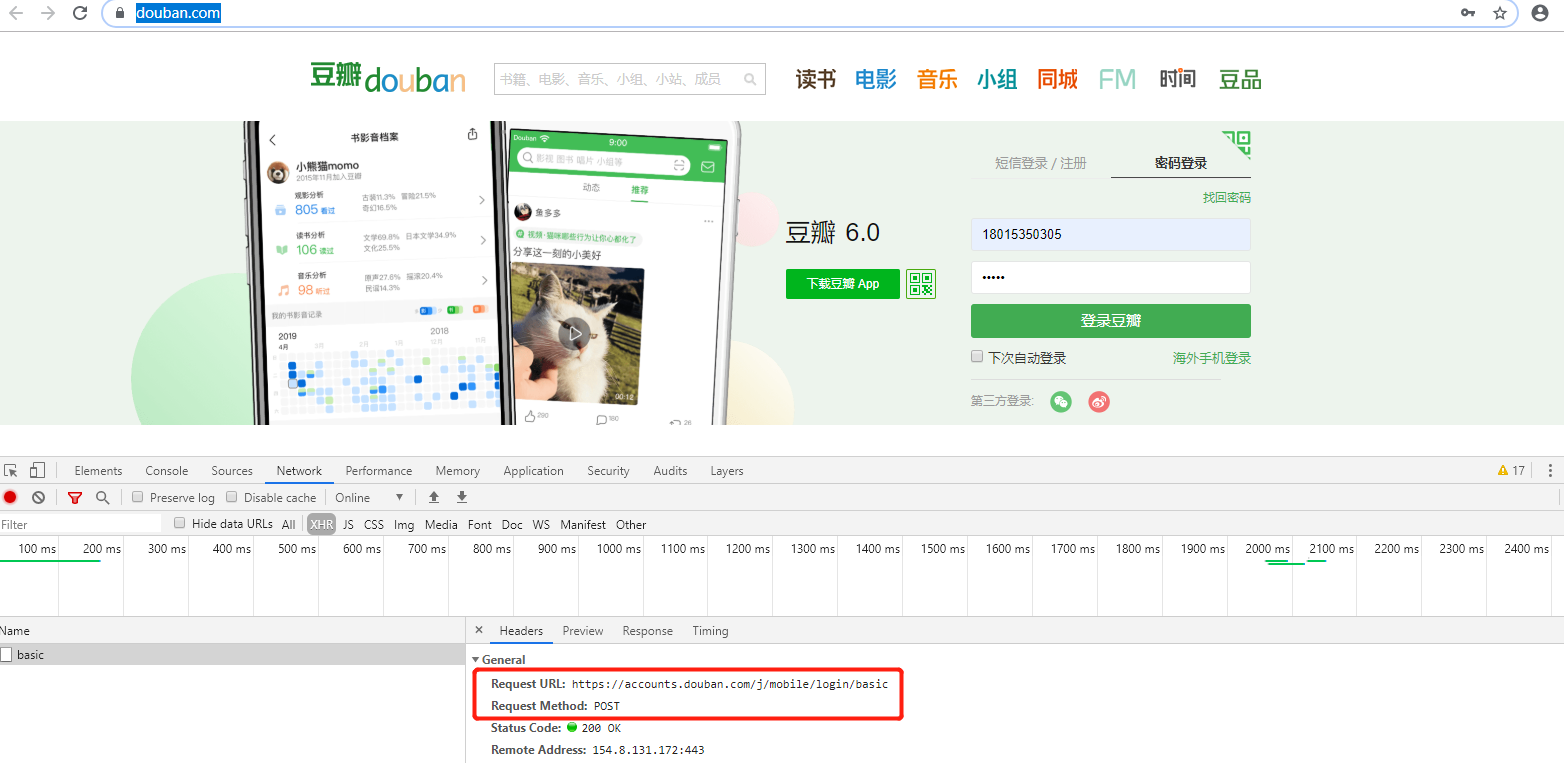 douban.com
豆瓣douban
书籍、电影、音乐、小组、小站、成员
读书 电影 音乐 小组 同城 FM 时间 豆品
书影音档案
小熊猫momo
2015年11月加入豆瓣
观影分析
805 看过
古装11.3% 冒险21.5%
奇幻16.5%
读书分析
106 读过
文学69.8% 日本文学34.9%
文化25.5%
音乐分析
98 听过
原声27.6% 摇滚20.4%
民谣14.3%
我的书影音记录
2019
2018
4月
Douban
9:00
影视 图书 唱片 小组等
动态 推荐
鱼多多
视频·猫咪哪些行为让你心都化了
分享这一刻的小美好
00:12
290
180
26
豆瓣 6.0
下载豆瓣 App
短信登录 / 注册 密码登录
找回密码
18015350305
•••••
登录豆瓣
下次自动登录 海外手机登录
第三方登录:
Elements Console Sources Network Performance Memory Application Security Audits Layers 17
Preserve log Disable cache Online
Filter Hide data URLs All XHR JS CSS Img Media Font Doc WS Manifest Other
100 ms 200 ms 300 ms 400 ms 500 ms 600 ms 700 ms 800 ms 900 ms 1000 ms 1100 ms 1200 ms 1300 ms 1400 ms 1500 ms 1600 ms 1700 ms 1800 ms 1900 ms 2000 ms 2100 ms 2200 ms 2300 ms 2400 ms
Name
basic
× Headers Preview Response Timing
General
Request URL: https://accounts.douban.com/j/mobile/login/basic
Request Method: POST
Status Code: 200 OK
Remote Address: 154.8.131.172:443